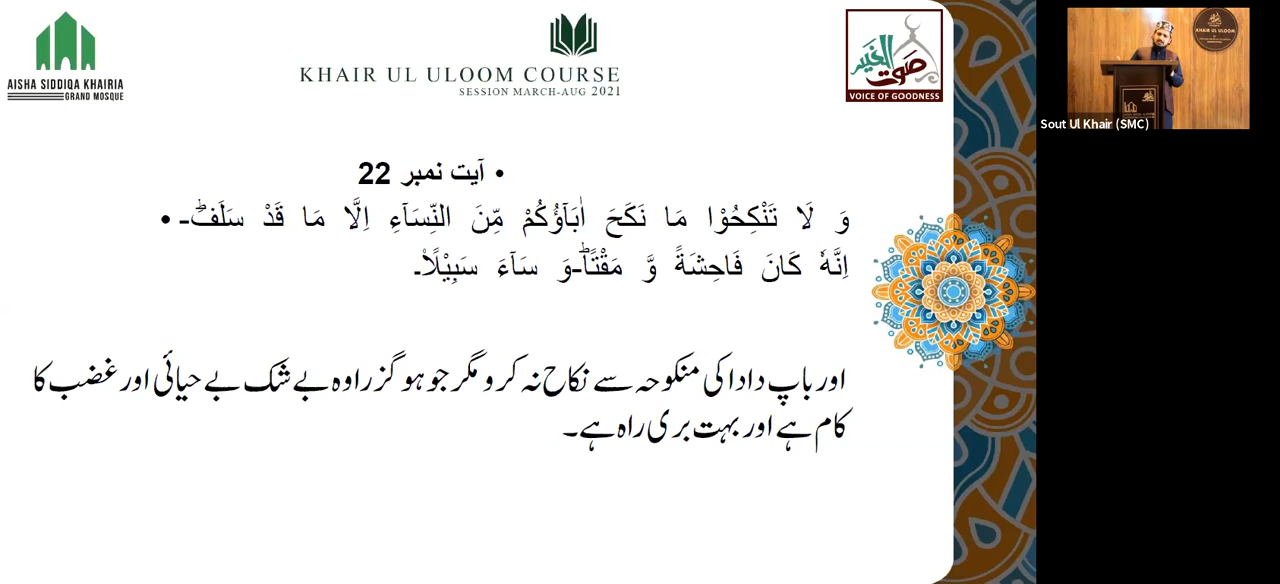 AISHA SIDDIQA KHAIRIA
GRAND MOSQUE
KHAIR UL ULOOM COURSE
SESSION MARCH-AUG 2021
صوت الخیر
VOICE OF GOODNESS
KHAIR UL ULOOM
Sout Ul Khair (SMC)
• آیت نمبر 22
• وَ لَا تَنْكِحُوْا مَا نَكَحَ اٰبَآؤُكُمْ مِّنَ النِّسَآءِ اِلَّا مَا قَدْ سَلَفَؕ-
اِنَّهٗ كَانَ فَاحِشَةً وَّ مَقْتًاؕ-وَ سَآءَ سَبِیْلًا۠۔
اور باپ دادا کی منکوحہ سے نکاح نہ کرو مگر جو ہو گزرا وہ بے شک بے حیائی اور غضب کا
کام ہے اور بہت بری راہ ہے۔